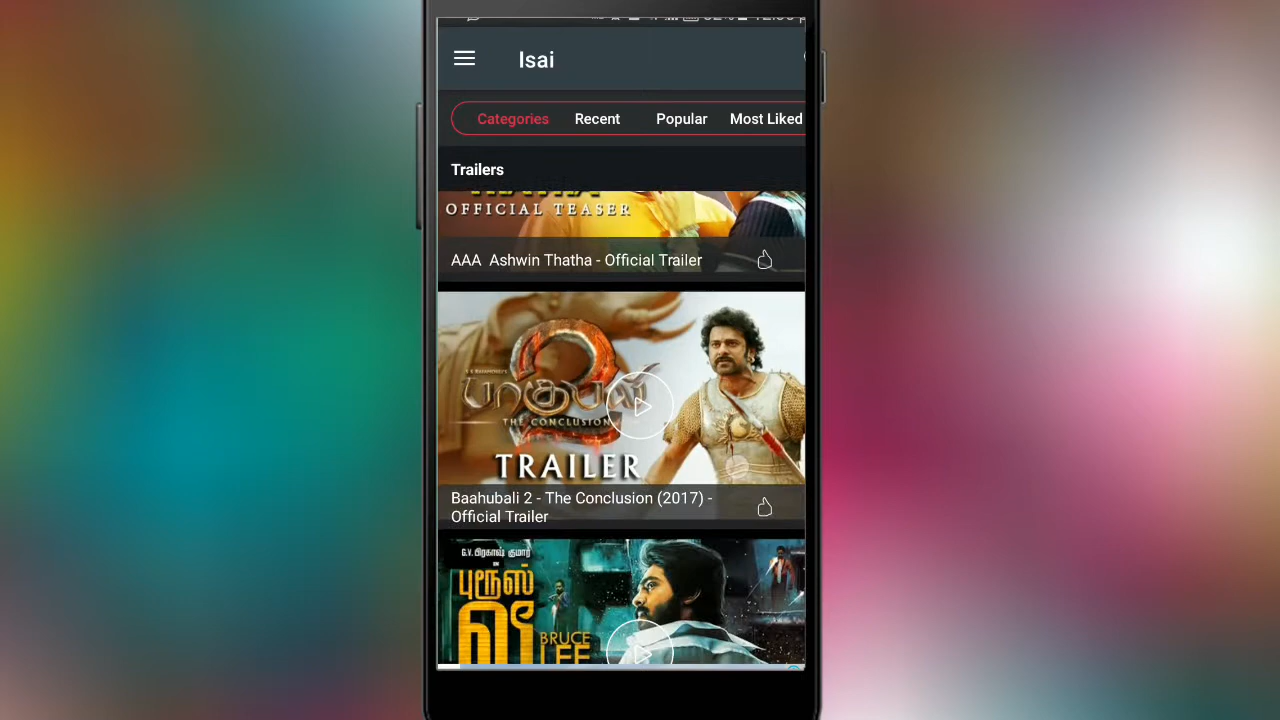 Isai
Categories Recent Popular Most Liked
Trailers
OFFICIAL TEASER
AAA Ashwin Thatha - Official Trailer
பாகுபலி
2
THE CONCLUSION
TRAILER
Baahubali 2 - The Conclusion (2017) -
Official Trailer
ஜி.வி. பிரகாஷ் குமார்
புரூஸ்
லீ
BRUCE
LEE